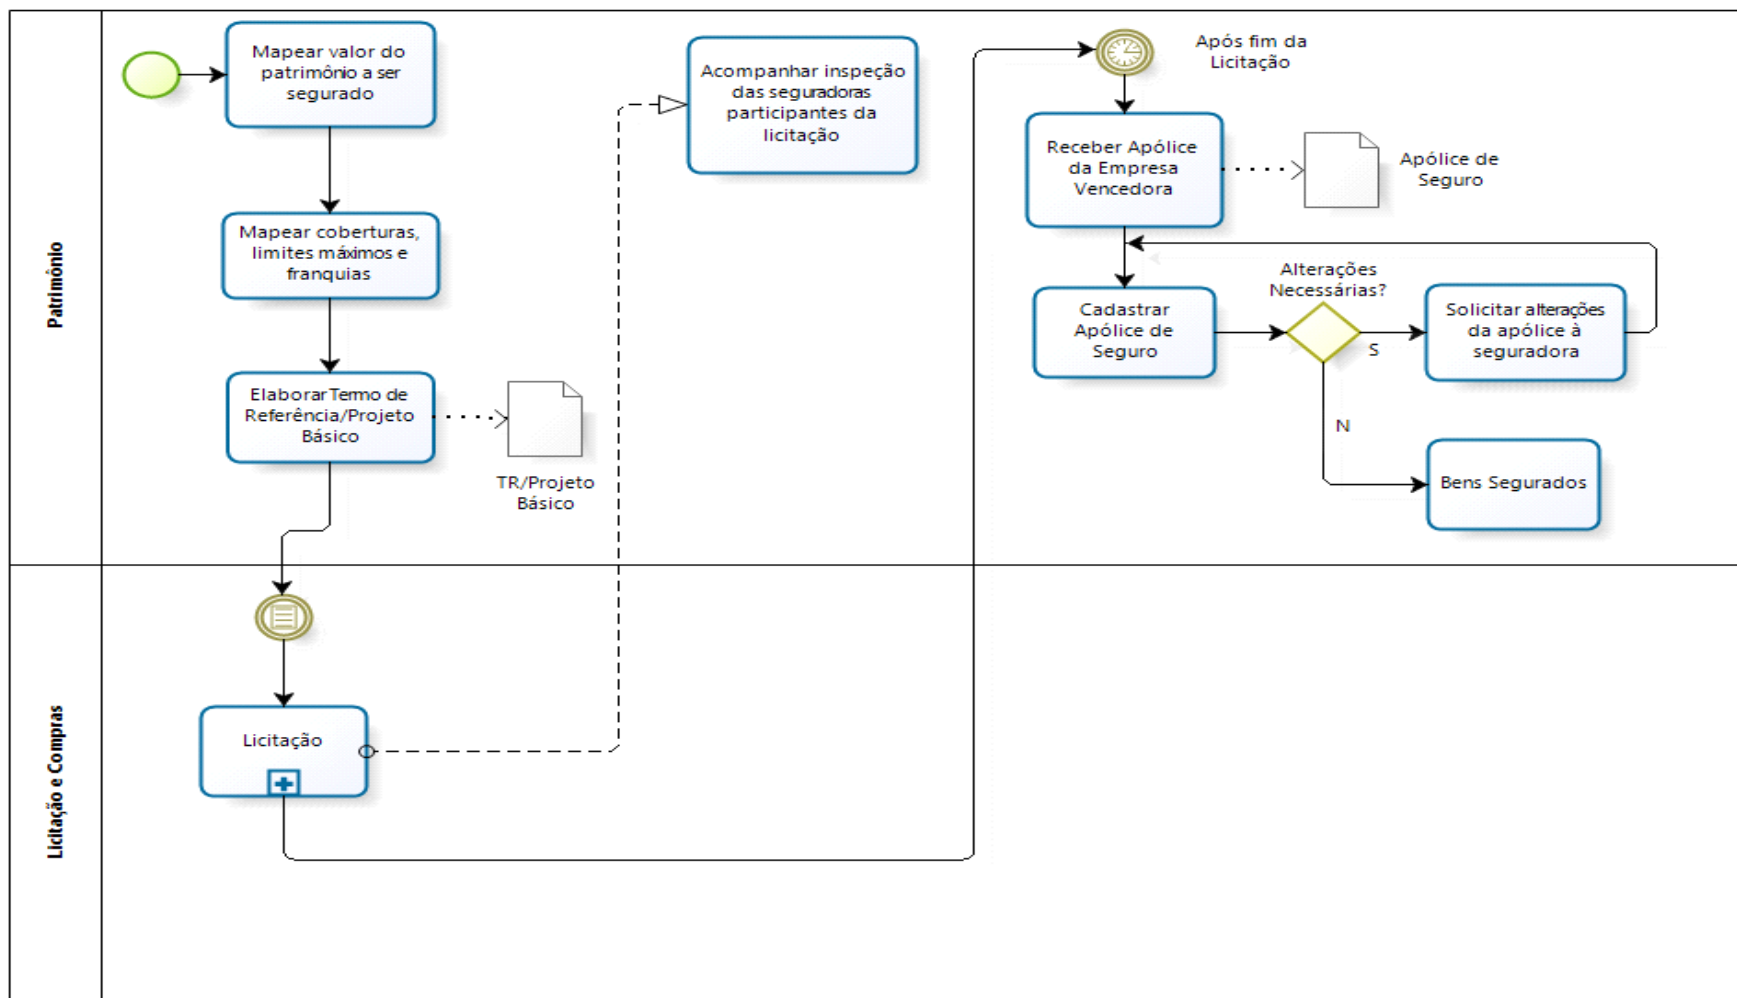 Patrimônio
Mapear valor do
patrimônio a ser
segurado
Mapear coberturas,
limites máximos e
franquias
Elaborar Termo de
Referência/Projeto
Básico
TR/Projeto
Básico
Acompanhar inspeção
das seguradoras
participantes da
licitação
Após fim da
Licitação
Receber Apólice
da Empresa
Vencedora
Apólice de
Seguro
Cadastrar
Apólice de
Seguro
Alterações
Necessárias?
S
N
Solicitar alterações
da apólice à
seguradora
Bens Segurados
Licitação e Compras
Licitação